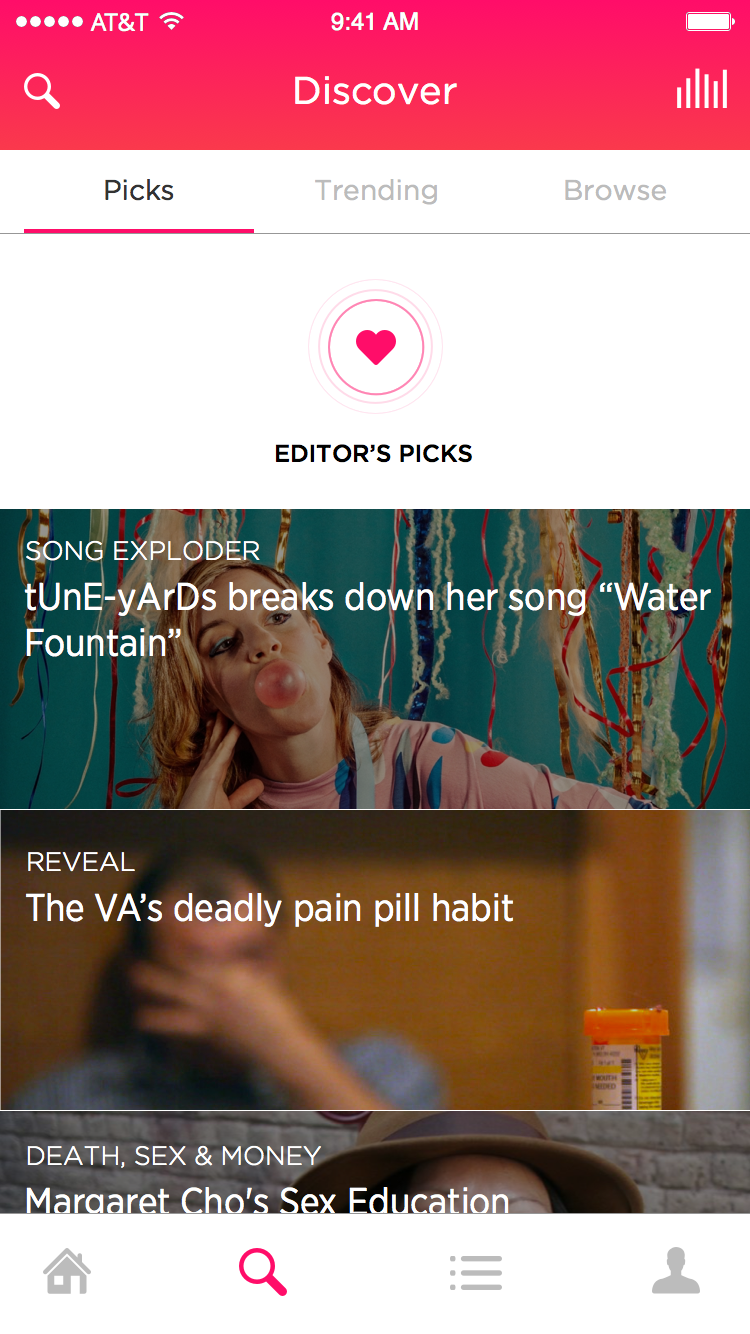 AT&T 9:41 AM
Discover
Picks Trending Browse
EDITOR’S PICKS
SONG EXPLODER
tUnE-yArDs breaks down her song “Water
Fountain”
REVEAL
The VA’s deadly pain pill habit
DEATH, SEX & MONEY
Margaret Cho's Sex Education